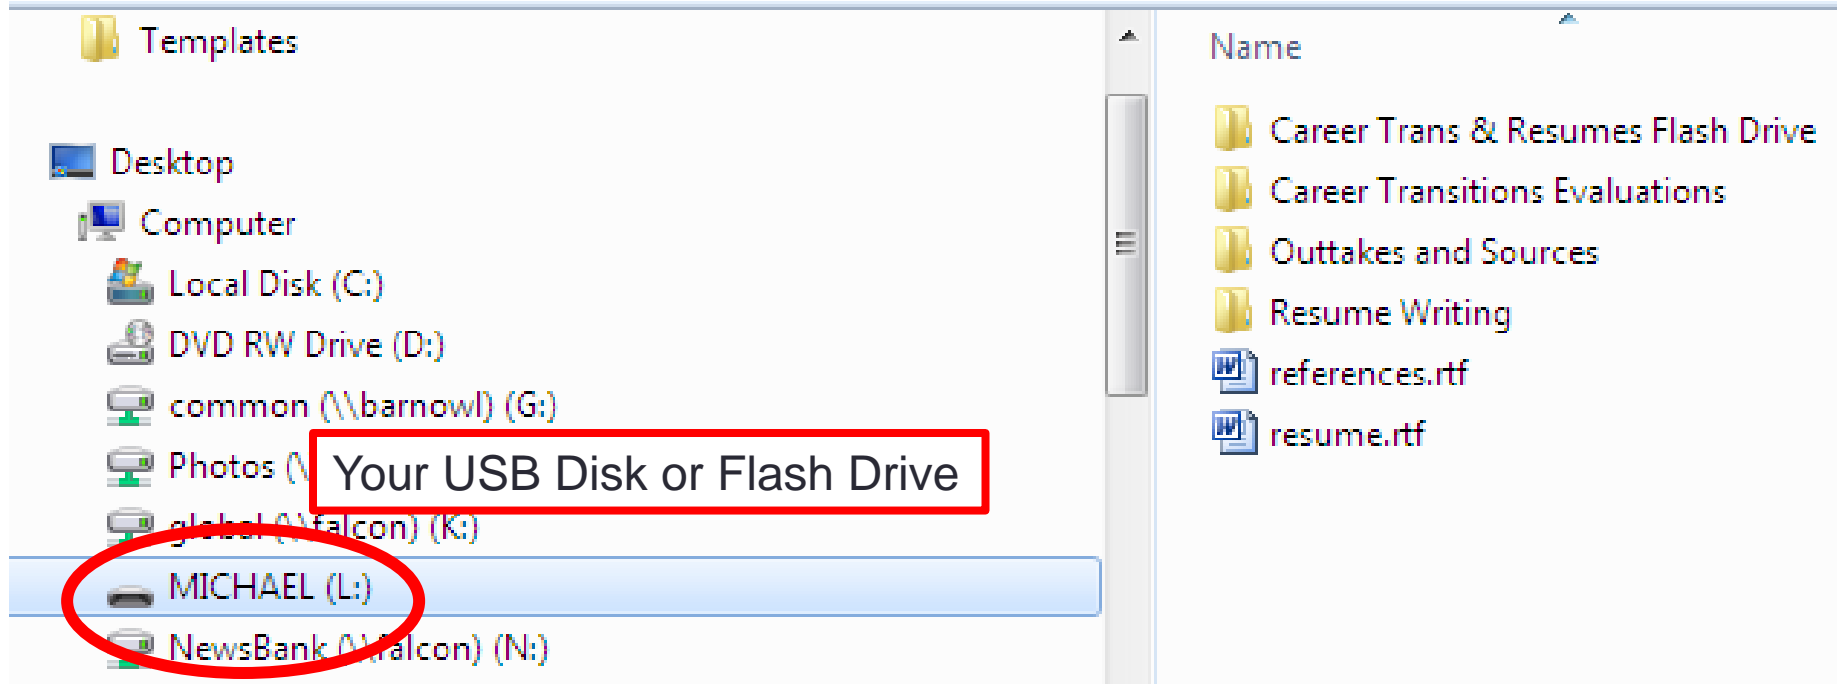 Templates
Desktop
Computer
Local Disk (C:)
DVD RW Drive (D:)
common (\\barnowl) (G:)
Photos (\
Your USB Disk or Flash Drive
global (\\falcon) (K:)
MICHAEL (L:)
NewsBank (\\falcon) (N:)
Name
Career Trans & Resumes Flash Drive
Career Transitions Evaluations
Outtakes and Sources
Resume Writing
references.rtf
resume.rtf